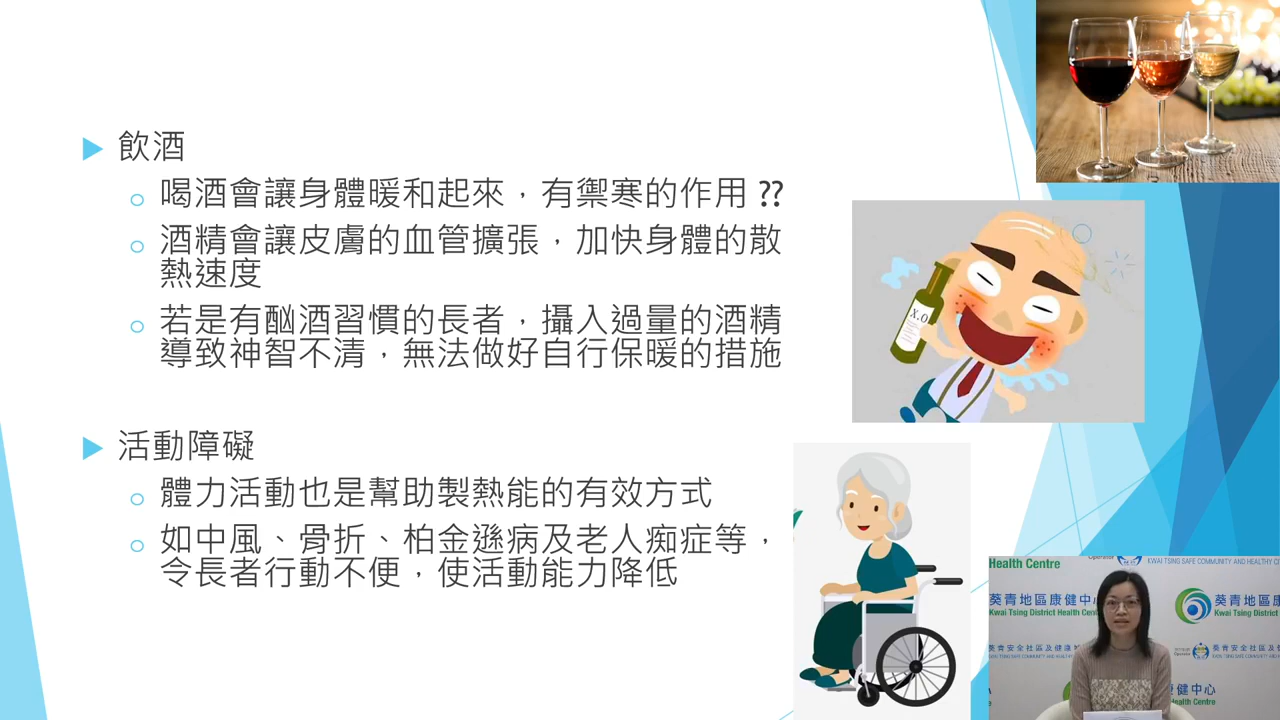 飲酒
喝酒會讓身體暖和起來，有禦寒的作用 ??
酒精會讓皮膚的血管擴張，加快身體的散
熱速度
若是有酗酒習慣的長者，攝入過量的酒精
導致神智不清，無法做好自行保暖的措施
活動障礙
體力活動也是幫助製熱能的有效方式
如中風、骨折、柏金遜病及老人痴症等，
令長者行動不便，使活動能力降低
X.O
Health Centre
Operator
KWAI TSING SAFE COMMUNITY AND HEALTHY CI
葵青地區康健中心
Kwai Tsing District Health Cent
葵青地區康
Kwai Tsing District
葵青安全社區及健康
葵青安全社區及健康
康健中心
Health Centre